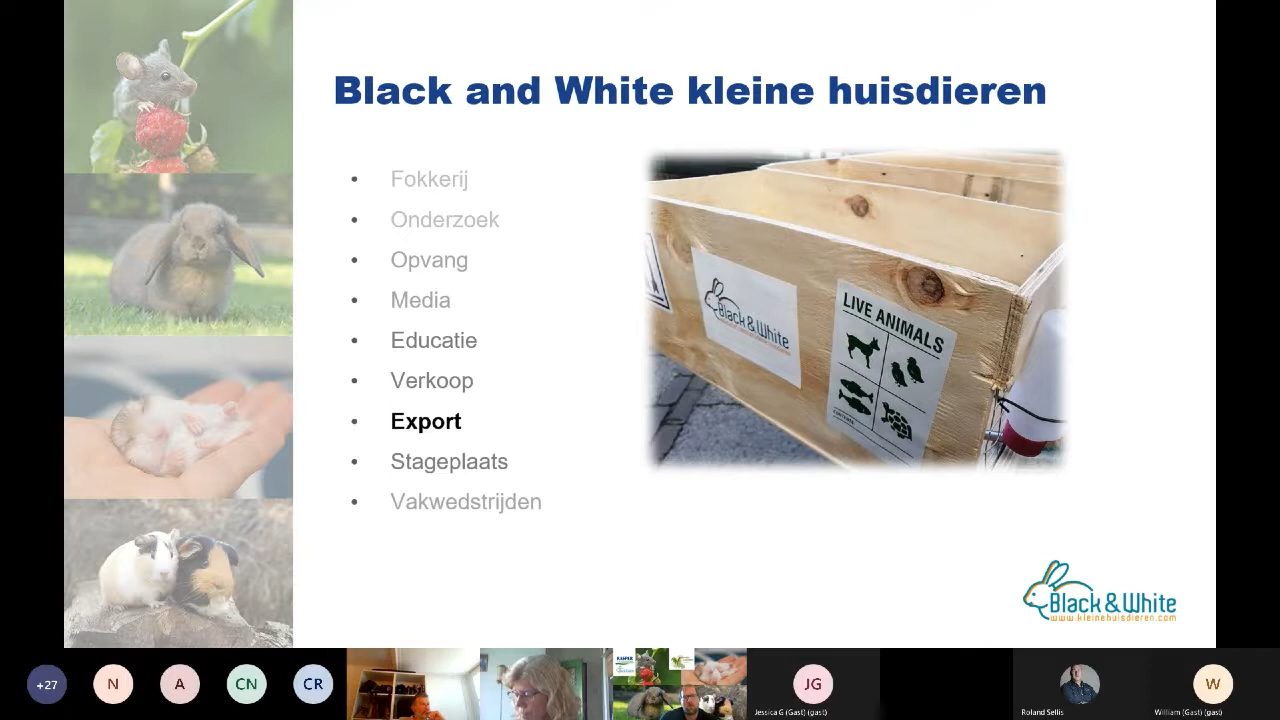 Black and White kleine huisdieren
• Fokkerij
• Onderzoek
• Opvang
• Media
• Educatie
• Verkoop
• Export
• Stageplaats
• Vakwedstrijden
Black & White
LIVE ANIMALS
Black & White
www.kleinehuisdieren.com
+27
N
A
CN
CR
JG
Jessica G (Gast) (gast)
Roland Sellis
W
William (Gast) (gast)